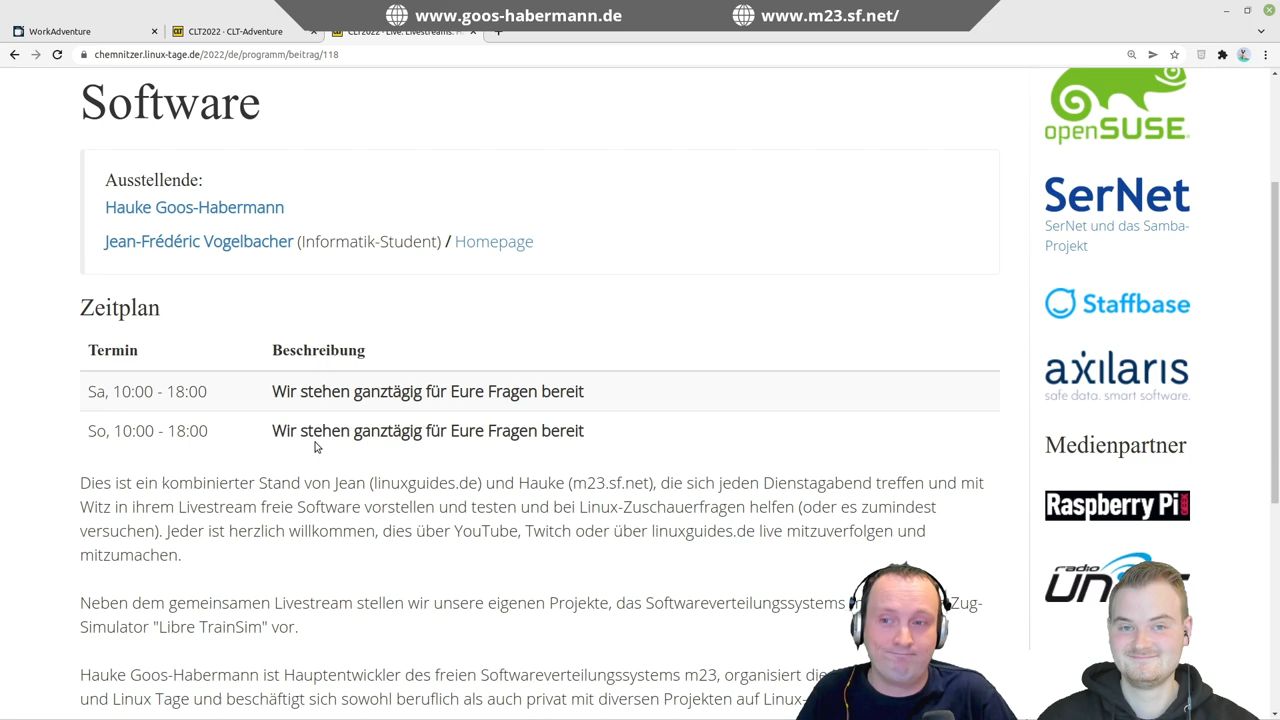 www.goos-habermann.de
www.m23.sf.net/
WorkAdventure
CLT2022 · CLT-Adventure
CLT2022 · Live: Livestreams:
chemnitzer.linux-tage.de/2022/de/programm/beitrag/118
Software
Ausstellende:
Hauke Goos-Habermann
Jean-Frédéric Vogelbacher (Informatik-Student) / Homepage
Zeitplan
Termin Beschreibung
Sa, 10:00 - 18:00 Wir stehen ganztägig für Eure Fragen bereit
So, 10:00 - 18:00 Wir stehen ganztägig für Eure Fragen bereit
Dies ist ein kombinierter Stand von Jean (linuxguides.de) und Hauke (m23.sf.net), die sich jeden Dienstagabend treffen und mit
Witz in ihrem Livestream freie Software vorstellen und testen und bei Linux-Zuschauerfragen helfen (oder es zumindest
versuchen). Jeder ist herzlich willkommen, dies über YouTube, Twitch oder über linuxguides.de live mitzuverfolgen und
mitzumachen.
Neben dem gemeinsamen Livestream stellen wir unsere eigenen Projekte, das Softwareverteilungssystems Zug-
Simulator "Libre TrainSim" vor.
Hauke Goos-Habermann ist Hauptentwickler des freien Softwareverteilungssystems m23, organisiert die
und Linux Tage und beschäftigt sich sowohl beruflich als auch privat mit diversen Projekten auf Linux-
openSUSE
SerNet
SerNet und das Samba-
Projekt
Staffbase
axilaris
safe data. smart software.
Medienpartner
Raspberry Pi GEEK
radio